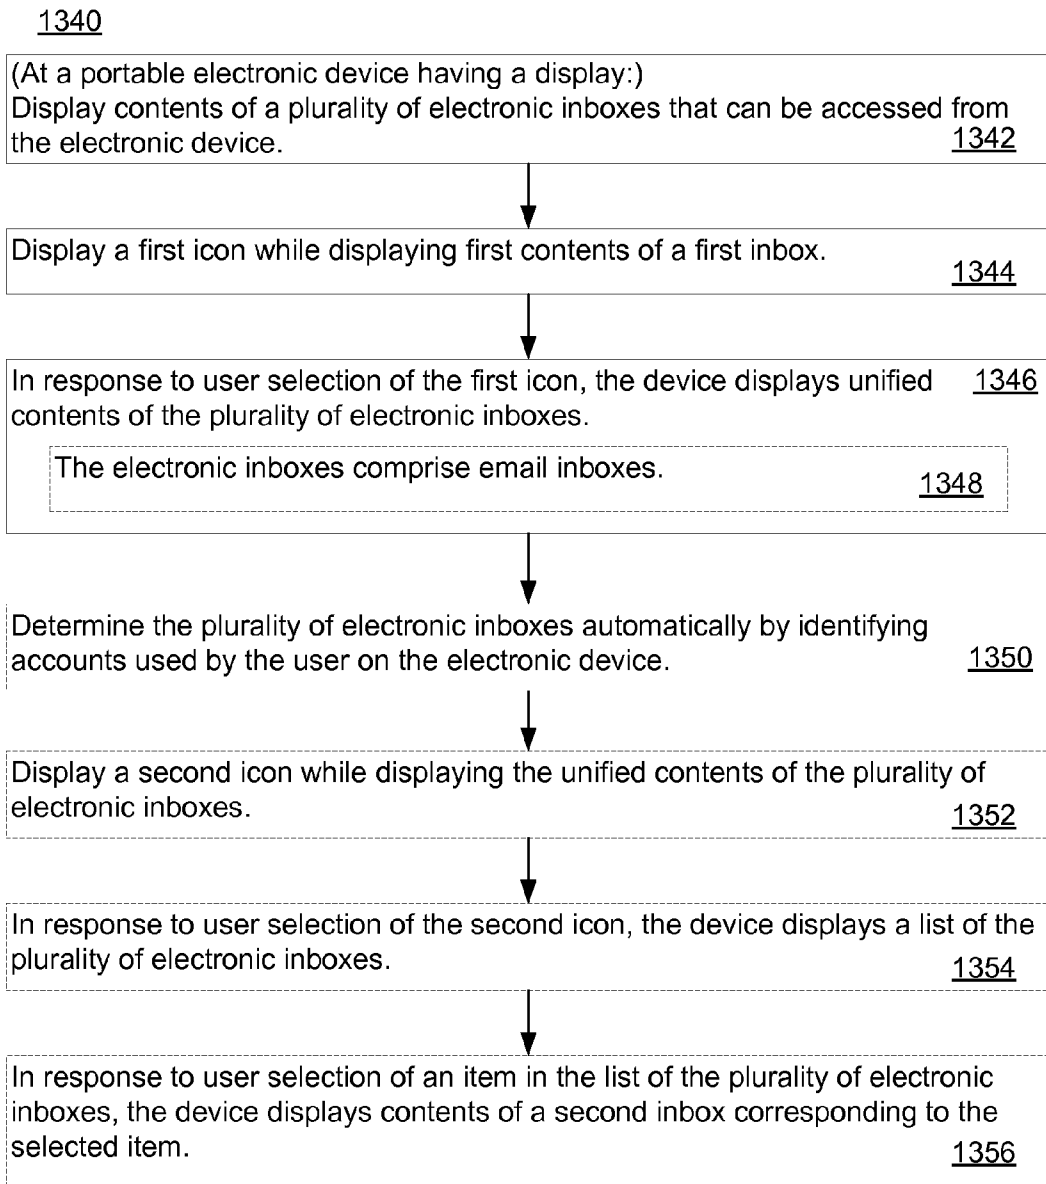 1340
(At a portable electronic device having a display:)
Display contents of a plurality of electronic inboxes that can be accessed from
the electronic device.
1342
Display a first icon while displaying first contents of a first inbox.
1344
In response to user selection of the first icon, the device displays unified
1346
contents of the plurality of electronic inboxes.
The electronic inboxes comprise email inboxes.
1348
Determine the plurality of electronic inboxes automatically by identifying
accounts used by the user on the electronic device.
1350
Display a second icon while displaying the unified contents of the plurality of
electronic inboxes.
1352
In response to user selection of the second icon, the device displays a list of the
plurality of electronic inboxes.
1354
In response to user selection of an item in the list of the plurality of electronic
inboxes, the device displays contents of a second inbox corresponding to the
selected item.
1356